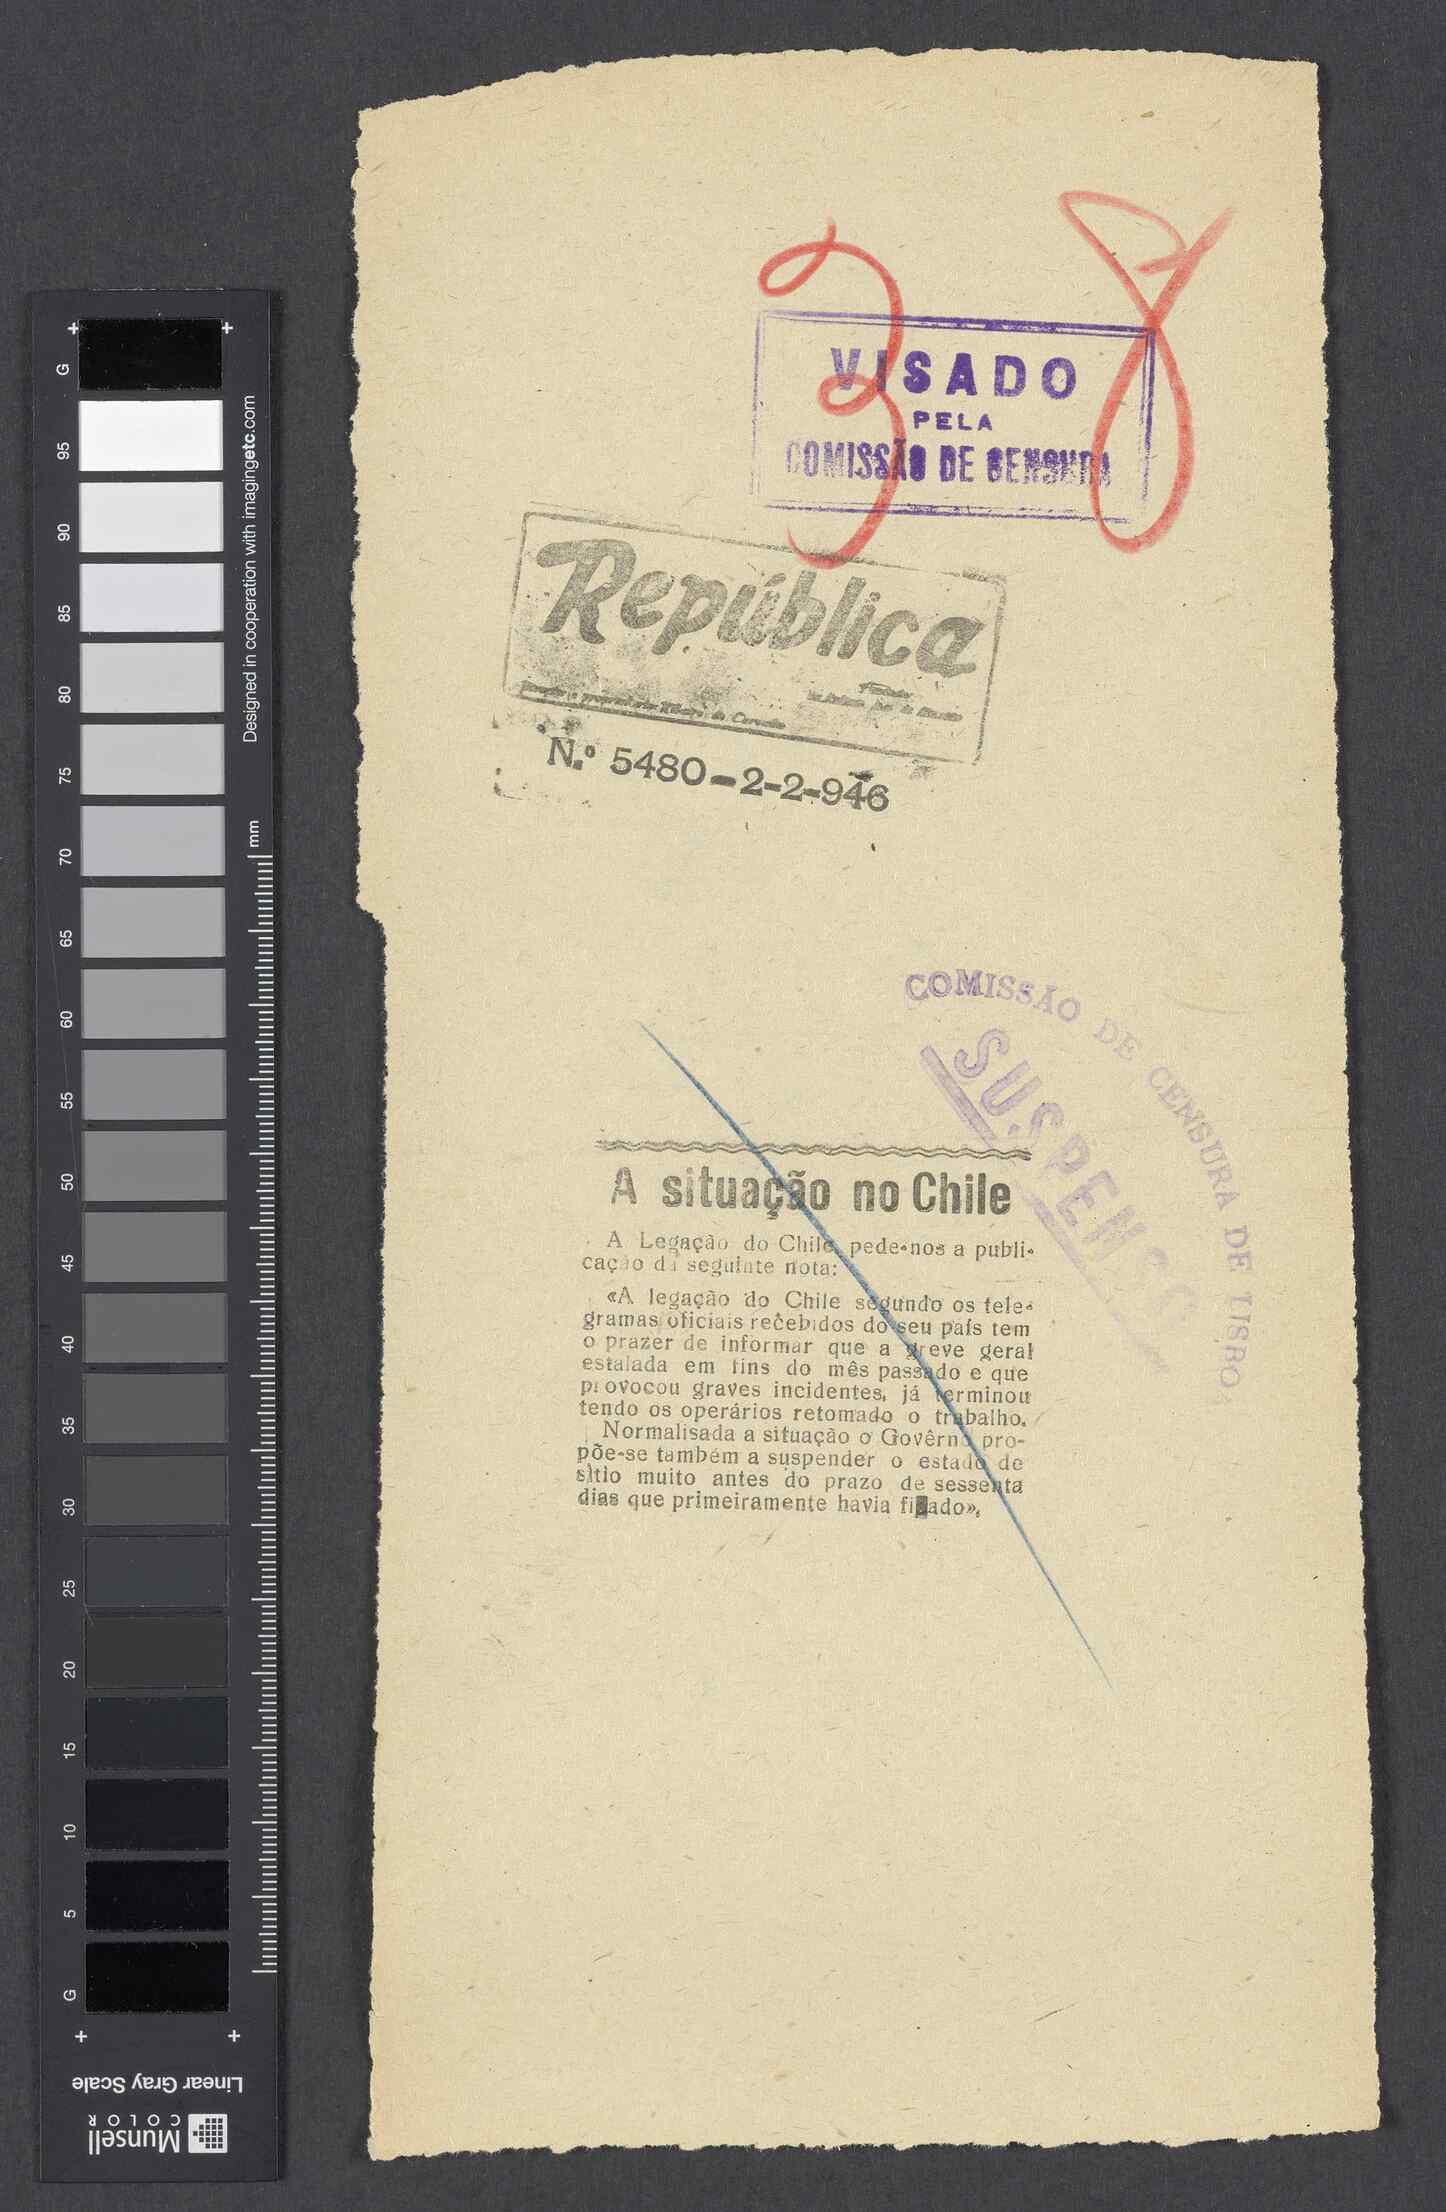 3 8
VISADO
PELA
COMISSÃO DE CENSURA
República
N.º 5480-2-2-946
COMISSÃO DE CENSURA DE LISBO
SUSPENSO
A situação no Chile
A Legação do Chile pede-nos a publi-
cação da seguinte nota:
«A legação do Chile segundo os tele-
gramas oficiais recebidos do seu país tem
o prazer de informar que a greve geral
estalada em fins do mês passado e que
provocou graves incidentes, já terminou
tendo os operários retomado o trabalho.
Normalisada a situação o Govêrno pro-
põe-se também a suspender o estado de
sítio muito antes do prazo de sessenta
dias que primeiramente havia fixado».
G
95
90
85
80
75
70
65
60
55
50
45
40
35
30
25
20
15
10
5
G
Designed in cooperation with imagingetc.com
mm
Linear Gray Scale
Munsell
COLOR